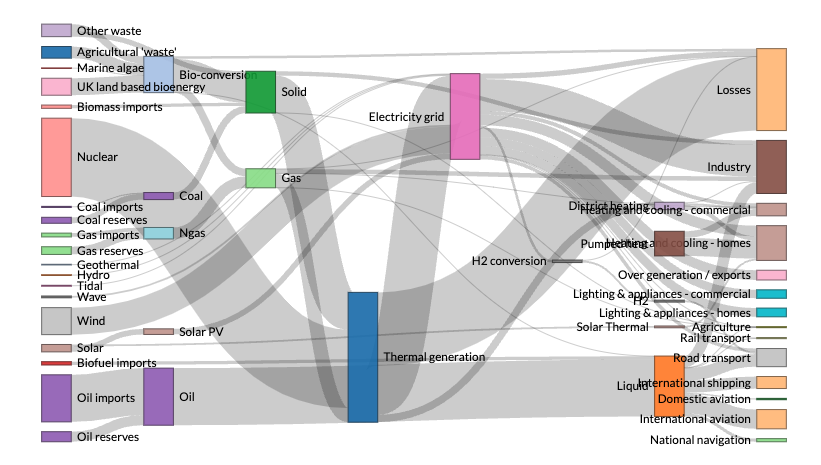 Other waste
Agricultural 'waste'
Marine algae
UK land based bioenergy
Biomass imports
Nuclear
Coal imports
Coal reserves
Gas imports
Gas reserves
Geothermal
Hydro
Tidal
Wave
Wind
Solar
Biofuel imports
Oil imports
Oil reserves
Bio-conversion
Coal
Ngas
Solar PV
Oil
Solid
Gas
Thermal generation
Electricity grid
H2 conversion
District heating
Pumped heat
H2
Solar Thermal
Liquid
Losses
Industry
Heating and cooling - commercial
Heating and cooling - homes
Over generation / exports
Lighting & appliances - commercial
Lighting & appliances - homes
Agriculture
Rail transport
Road transport
International shipping
Domestic aviation
International aviation
National navigation